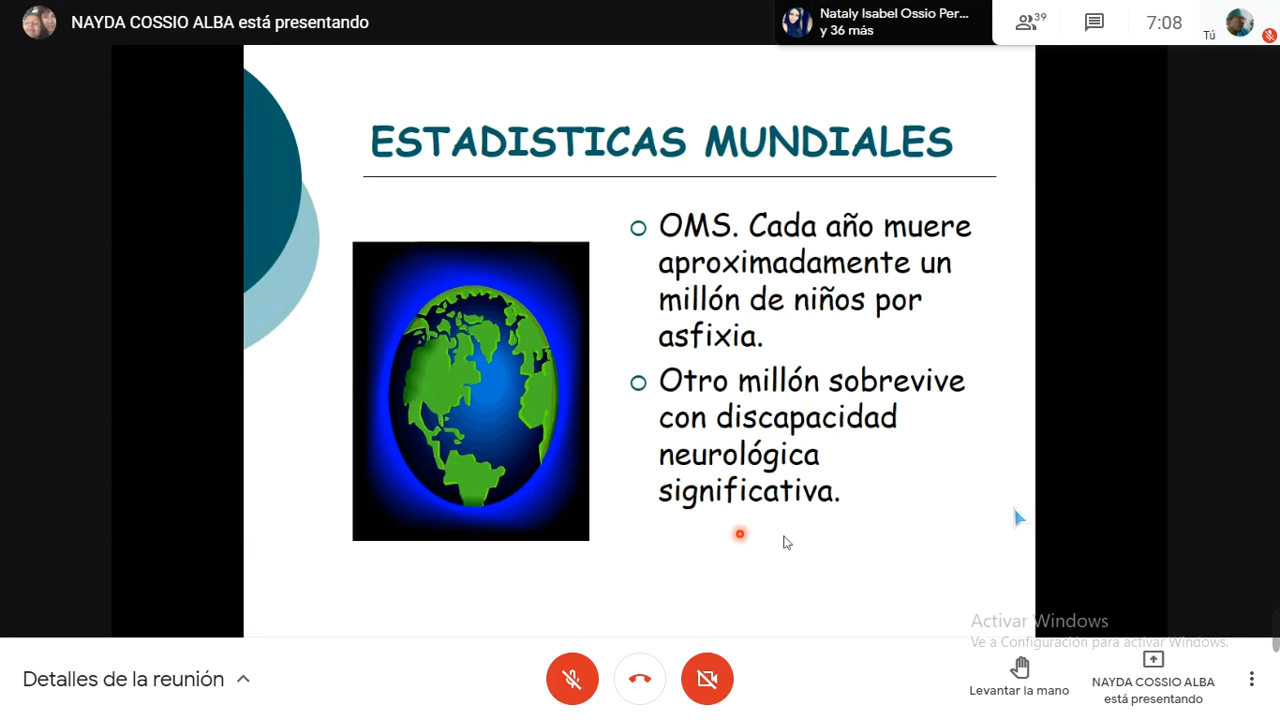 NAYDA COSSIO ALBA está presentando
Nataly Isabel Ossio Per...
y 36 más
39
7:08
Tú
ESTADISTICAS MUNDIALES
OMS. Cada año muere
aproximadamente un
millón de niños por
asfixia.
Otro millón sobrevive
con discapacidad
neurológica
significativa.
Activar Windows
Ve a Configuración para activar Windows.
Detalles de la reunión
Levantar la mano
NAYDA COSSIO ALBA
está presentando